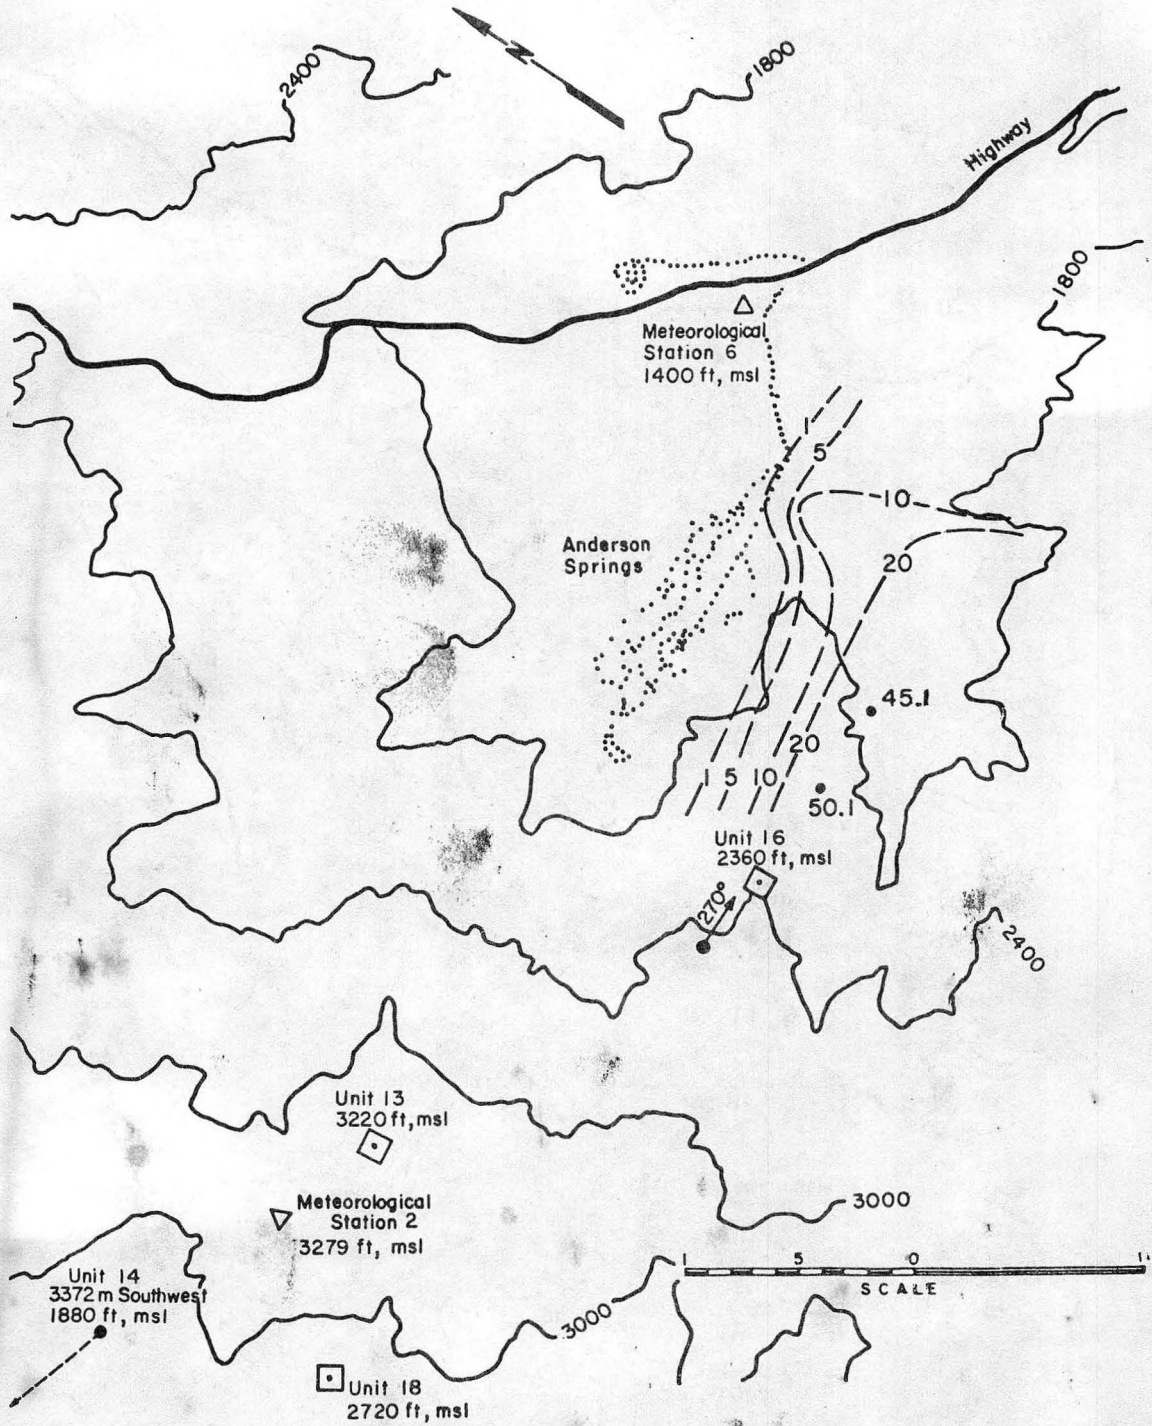 N
2400
1800
Highway
1800
Meteorological
Station 6
1400 ft, msl
1
5
10
20
Anderson
Springs
45.1
20
1 5 10
50.1
Unit 16
2360 ft, msl
270°
2400
Unit 13
3220 ft, msl
Meteorological
Station 2
3279 ft, msl
3000
Unit 14
3372 m Southwest
1880 ft, msl
1 5 0 1
SCALE
3000
Unit 18
2720 ft, msl